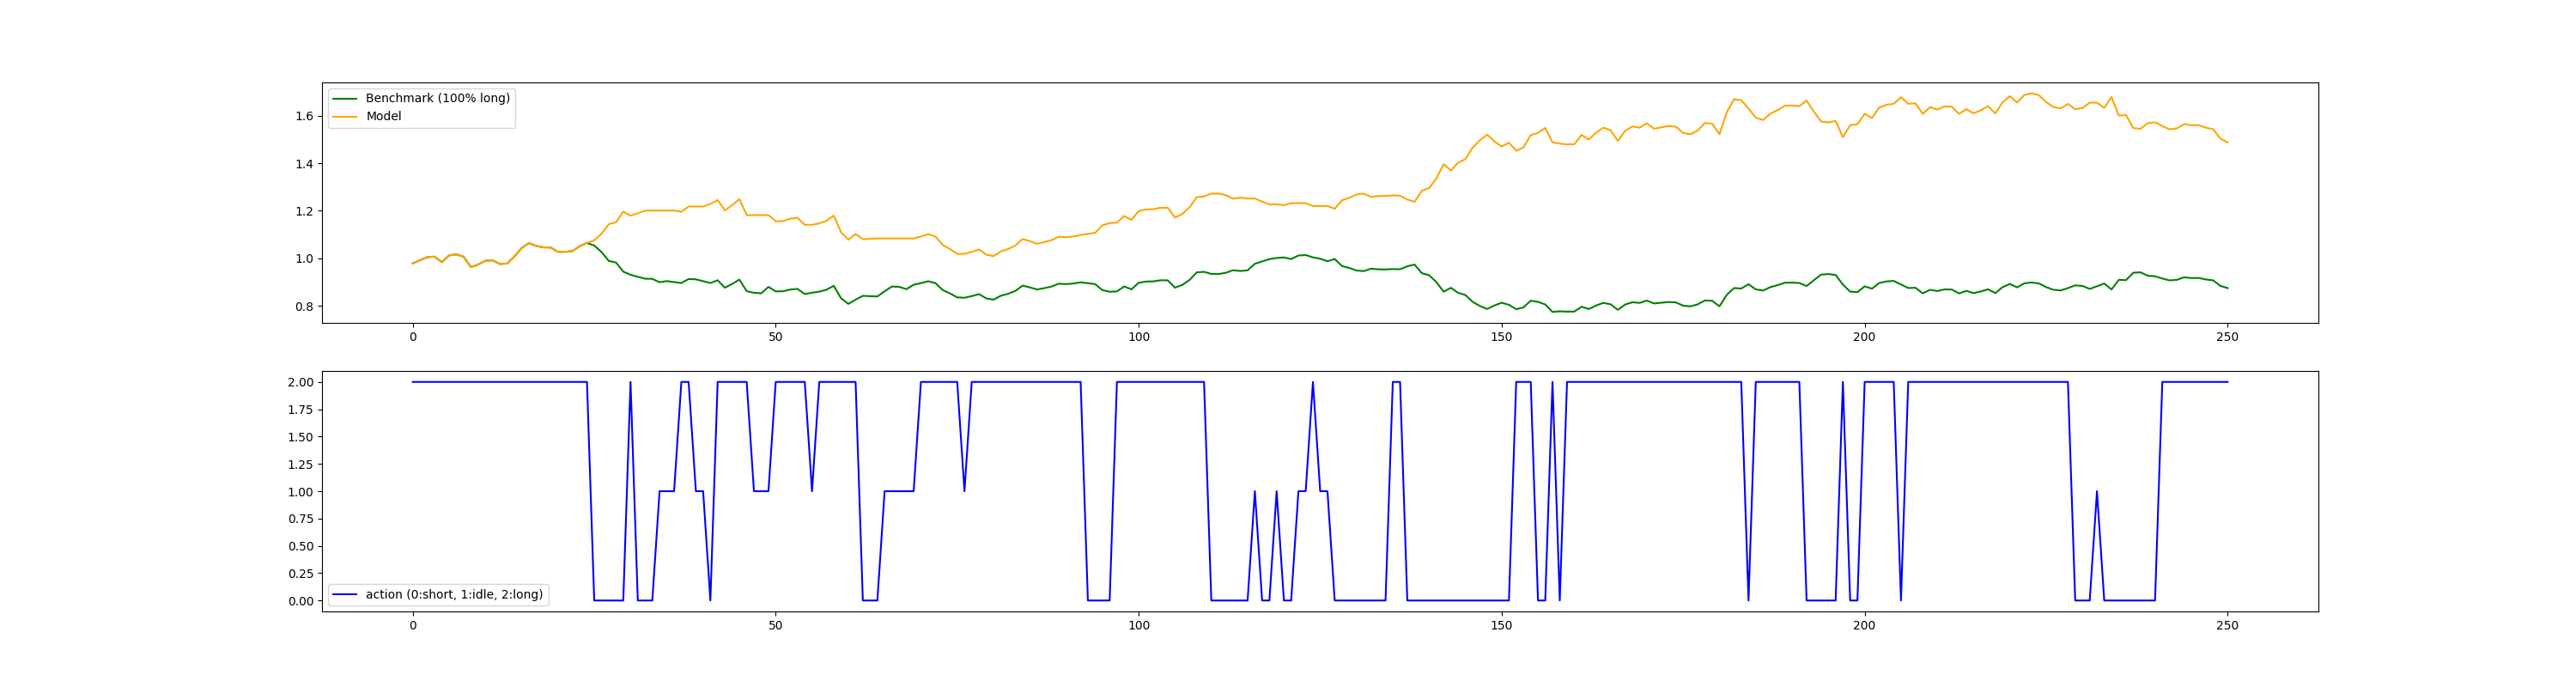 Benchmark (100% long)
Model
1.6
1.4
1.2
1.0
0.8
0 50 100 150 200 250
2.00
1.75
1.50
1.25
1.00
0.75
0.50
0.25
0.00
action (0:short, 1:idle, 2:long)
0 50 100 150 200 250